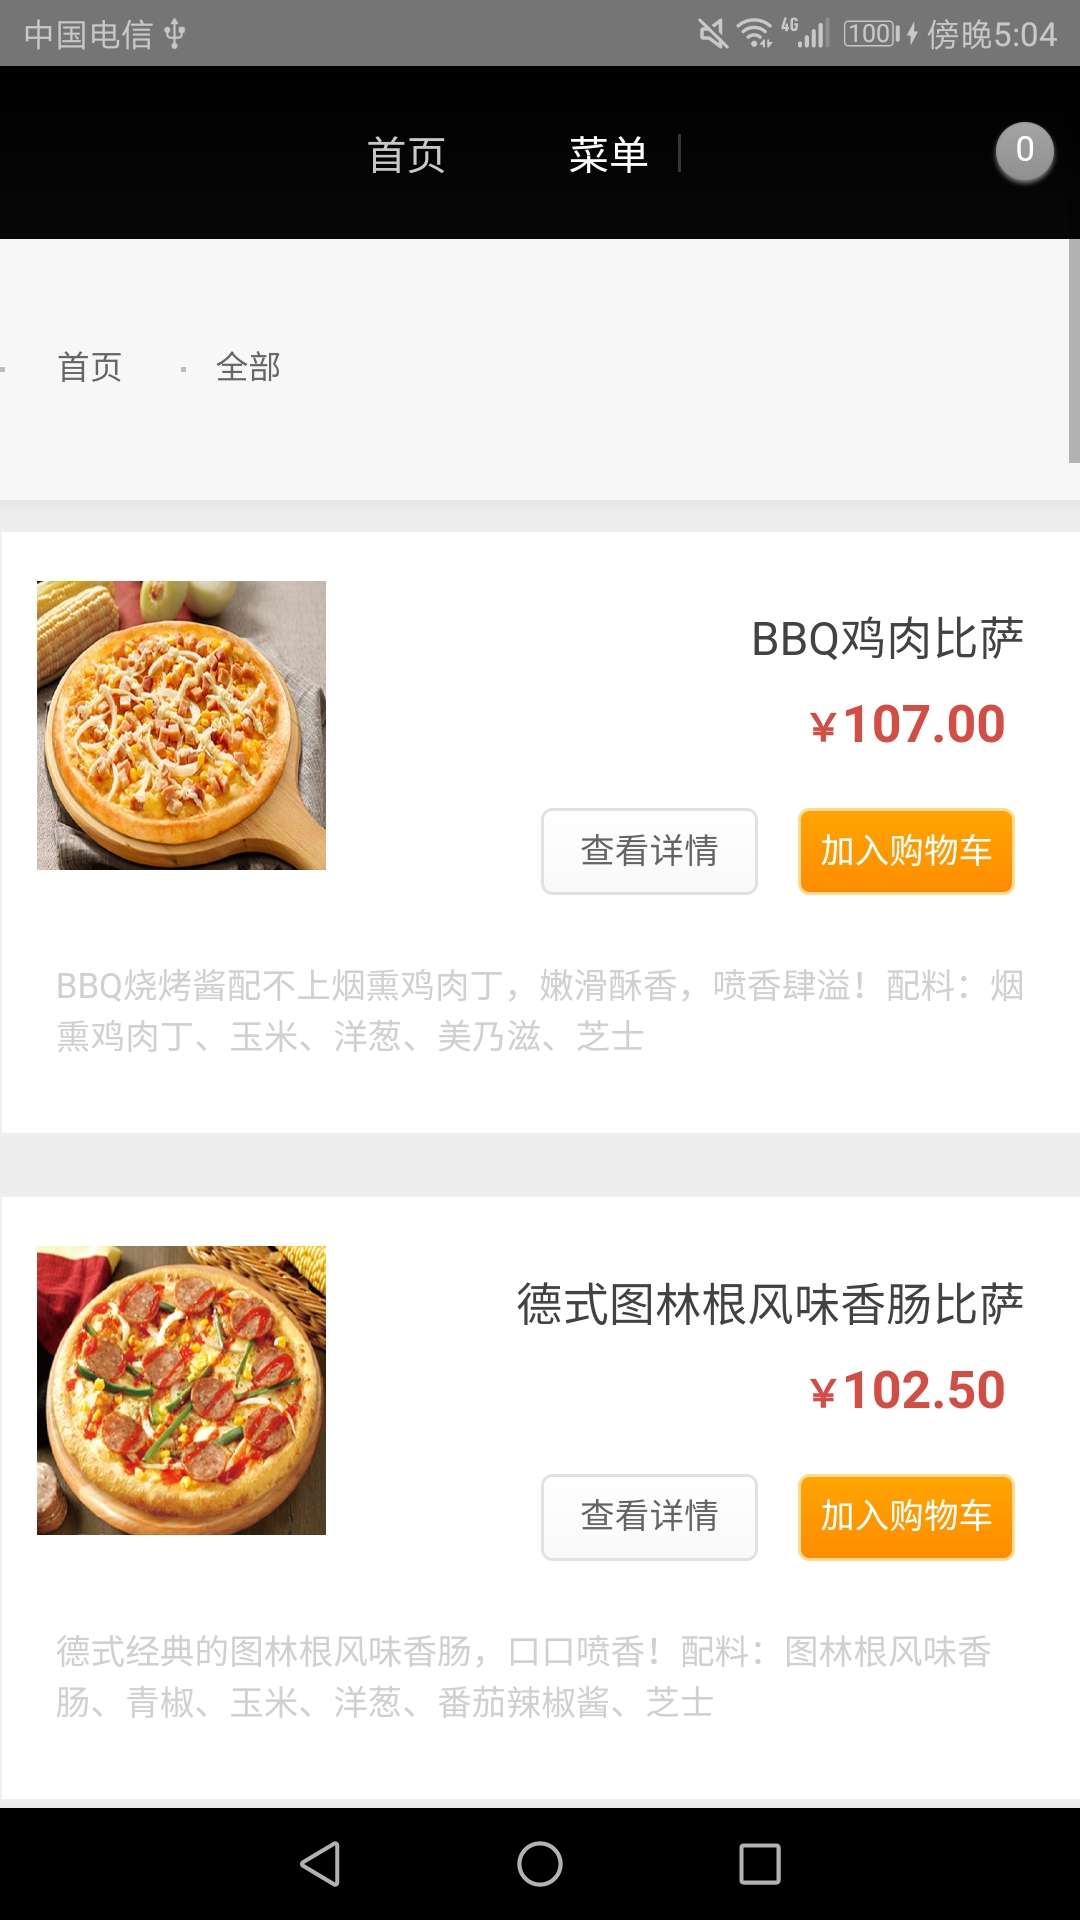 中国电信 4G 100 傍晚5:04
首页 菜单 0
首页 全部
BBQ鸡肉比萨
¥107.00
查看详情 加入购物车
BBQ烧烤酱配不上烟熏鸡肉丁，嫩滑酥香，喷香肆溢！配料：烟
熏鸡肉丁、玉米、洋葱、美乃滋、芝士
德式图林根风味香肠比萨
¥102.50
查看详情 加入购物车
德式经典的图林根风味香肠，口口喷香！配料：图林根风味香
肠、青椒、玉米、洋葱、番茄辣椒酱、芝士